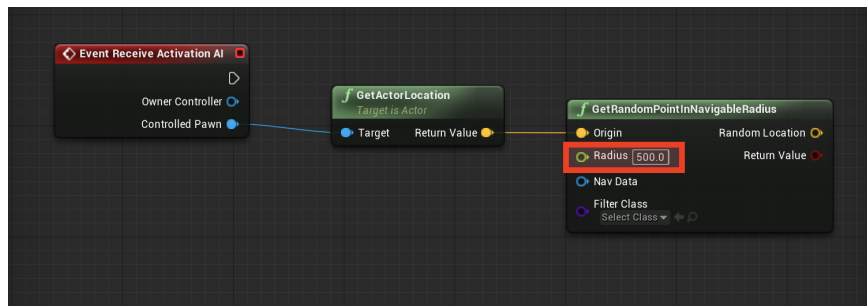 Event Receive Activation AI
Owner Controller
Controlled Pawn
f GetActorLocation
Target is Actor
Target Return Value
f GetRandomPointInNavigableRadius
Origin Random Location
Radius 500.0 Return Value
Nav Data
Filter Class
Select Class